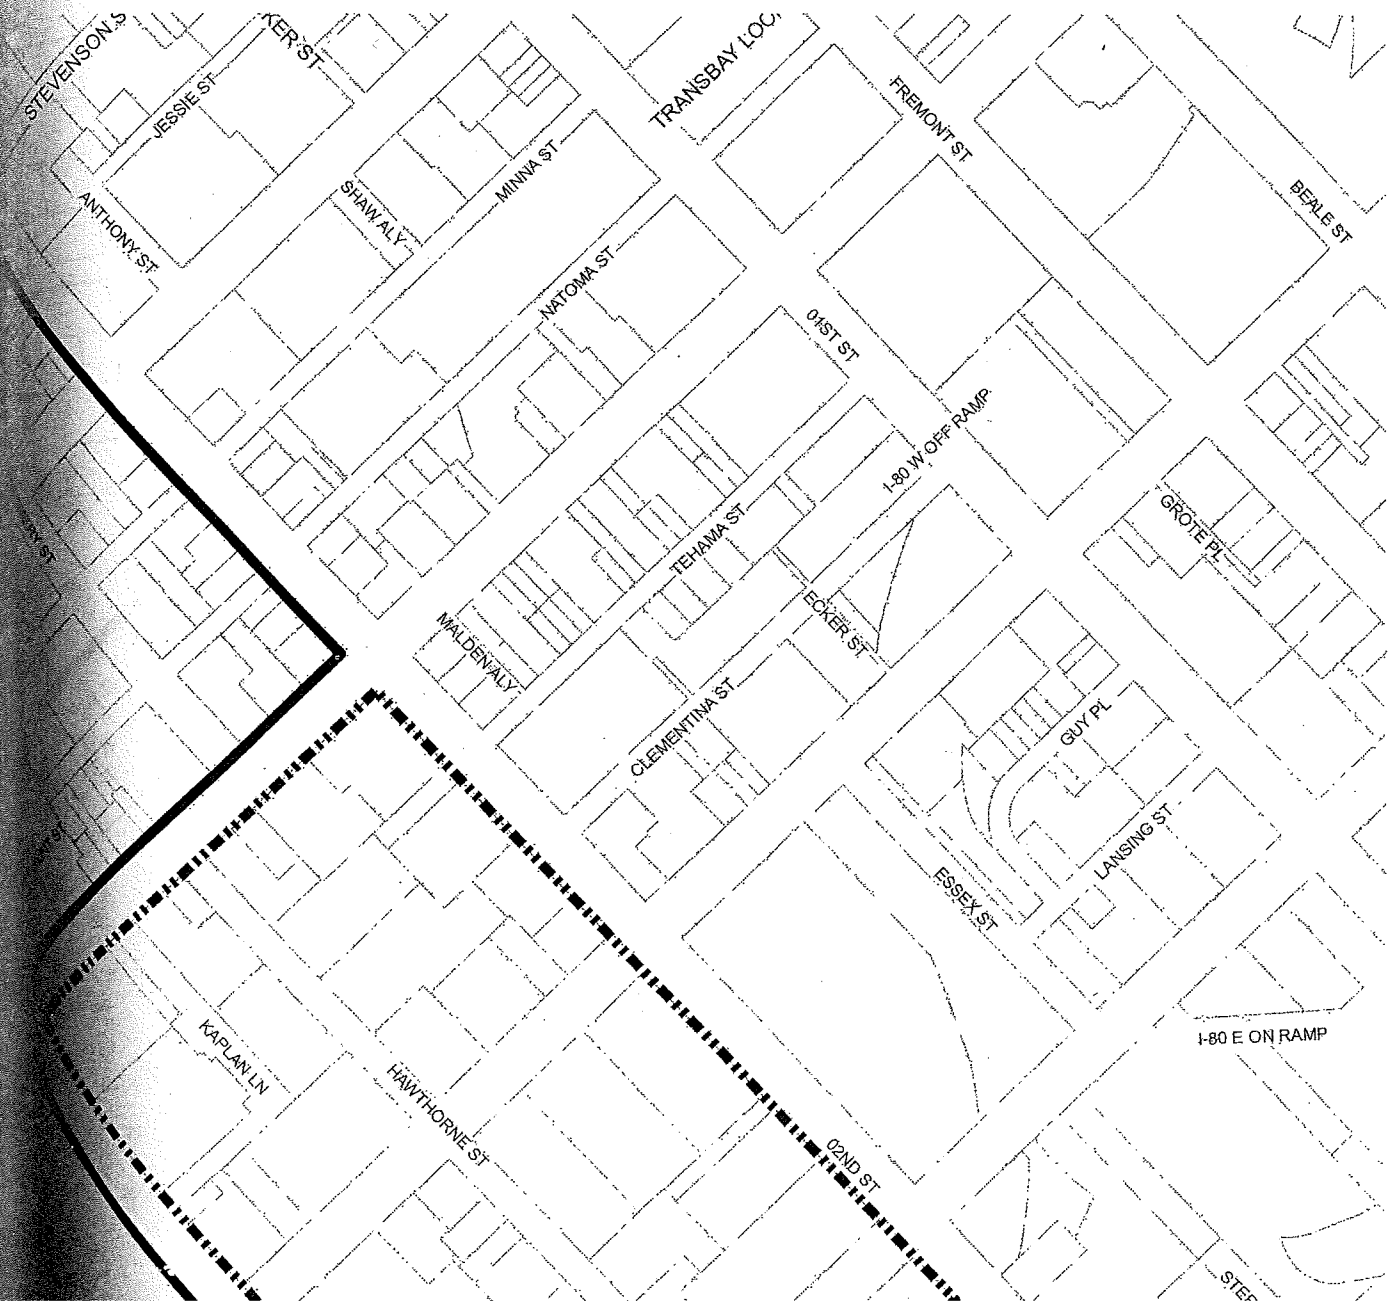 STEVENSON S
KER ST
TRANSBAY LOO
JESSIE ST
FREMONT ST
MINNA ST
SHAW ALY
ANTHONY ST
BEALE ST
NATOMA ST
01ST ST
I-80 W OFF RAMP
GROTE PL
TEHAMA ST
ECKER ST
MALDEN ALY
CLEMENTINA ST
GUY PL
LANSING ST
ESSEX ST
I-80 E ON RAMP
KAPLAN LN
HAWTHORNE ST
02ND ST